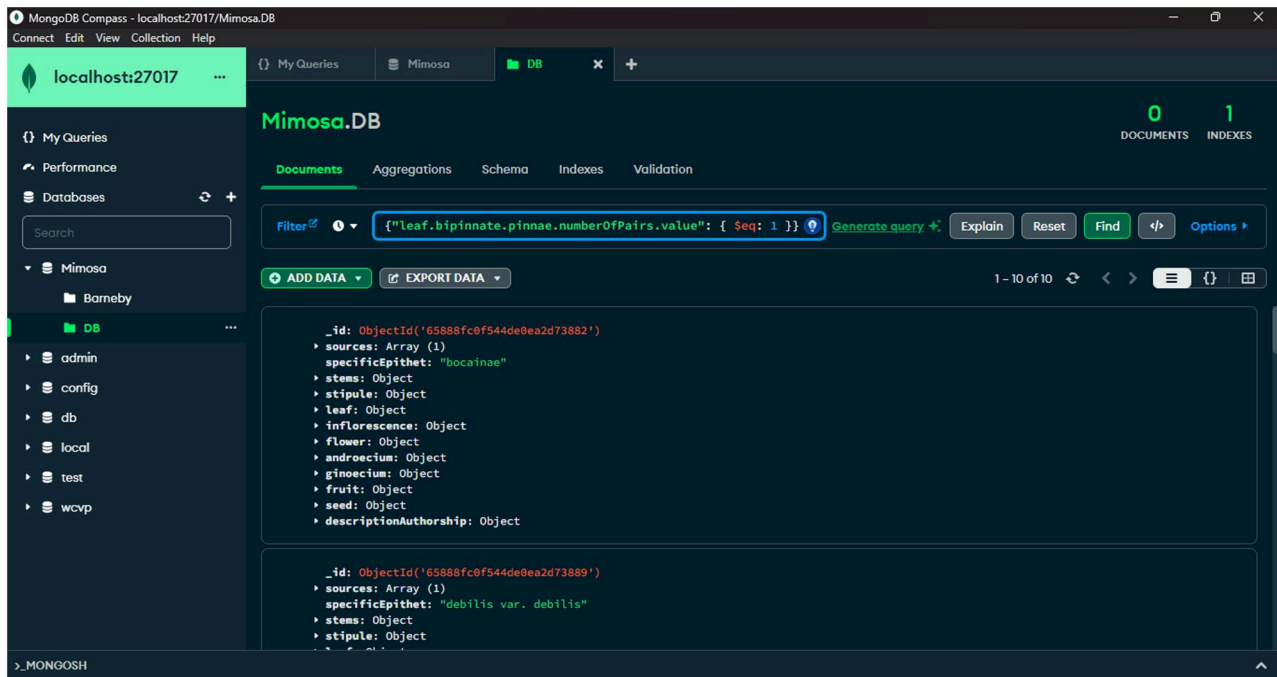 MongoDB Compass - localhost:27017/Mimosa.DB
Connect Edit View Collection Help
localhost:27017 ...
{} My Queries
Performance
Databases
Search
Mimosa
Barneby
DB ...
admin
config
db
local
test
wcvp
{} My Queries Mimosa DB
Mimosa.DB
0 DOCUMENTS 1 INDEXES
Documents Aggregations Schema Indexes Validation
Filter {"leaf.bipinnate.pinnae.numberOfPairs.value": { $eq: 1 }} Generate query Explain Reset Find </> Options
ADD DATA EXPORT DATA 1 – 10 of 10 {}
_id: ObjectId('65888fc0f544de0ea2d73882')
sources: Array (1)
specificEpithet: "bocainae"
stems: Object
stipule: Object
leaf: Object
inflorescence: Object
flower: Object
androecium: Object
ginoecium: Object
fruit: Object
seed: Object
descriptionAuthorship: Object
_id: ObjectId('65888fc0f544de0ea2d73889')
sources: Array (1)
specificEpithet: "debilis var. debilis"
stems: Object
stipule: Object
>_MONGOSH